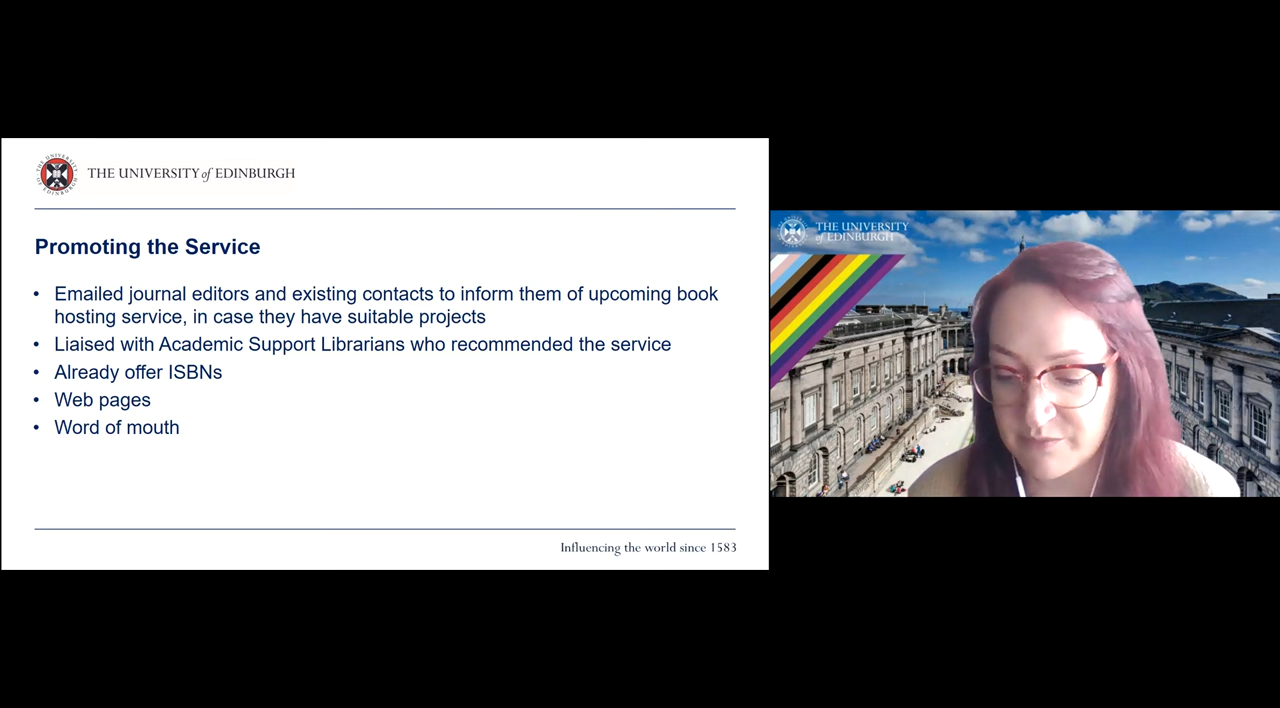 THE UNIVERSITY of EDINBURGH
Promoting the Service
• Emailed journal editors and existing contacts to inform them of upcoming book
hosting service, in case they have suitable projects
• Liaised with Academic Support Librarians who recommended the service
• Already offer ISBNs
• Web pages
• Word of mouth
Influencing the world since 1583
THE UNIVERSITY
of EDINBURGH